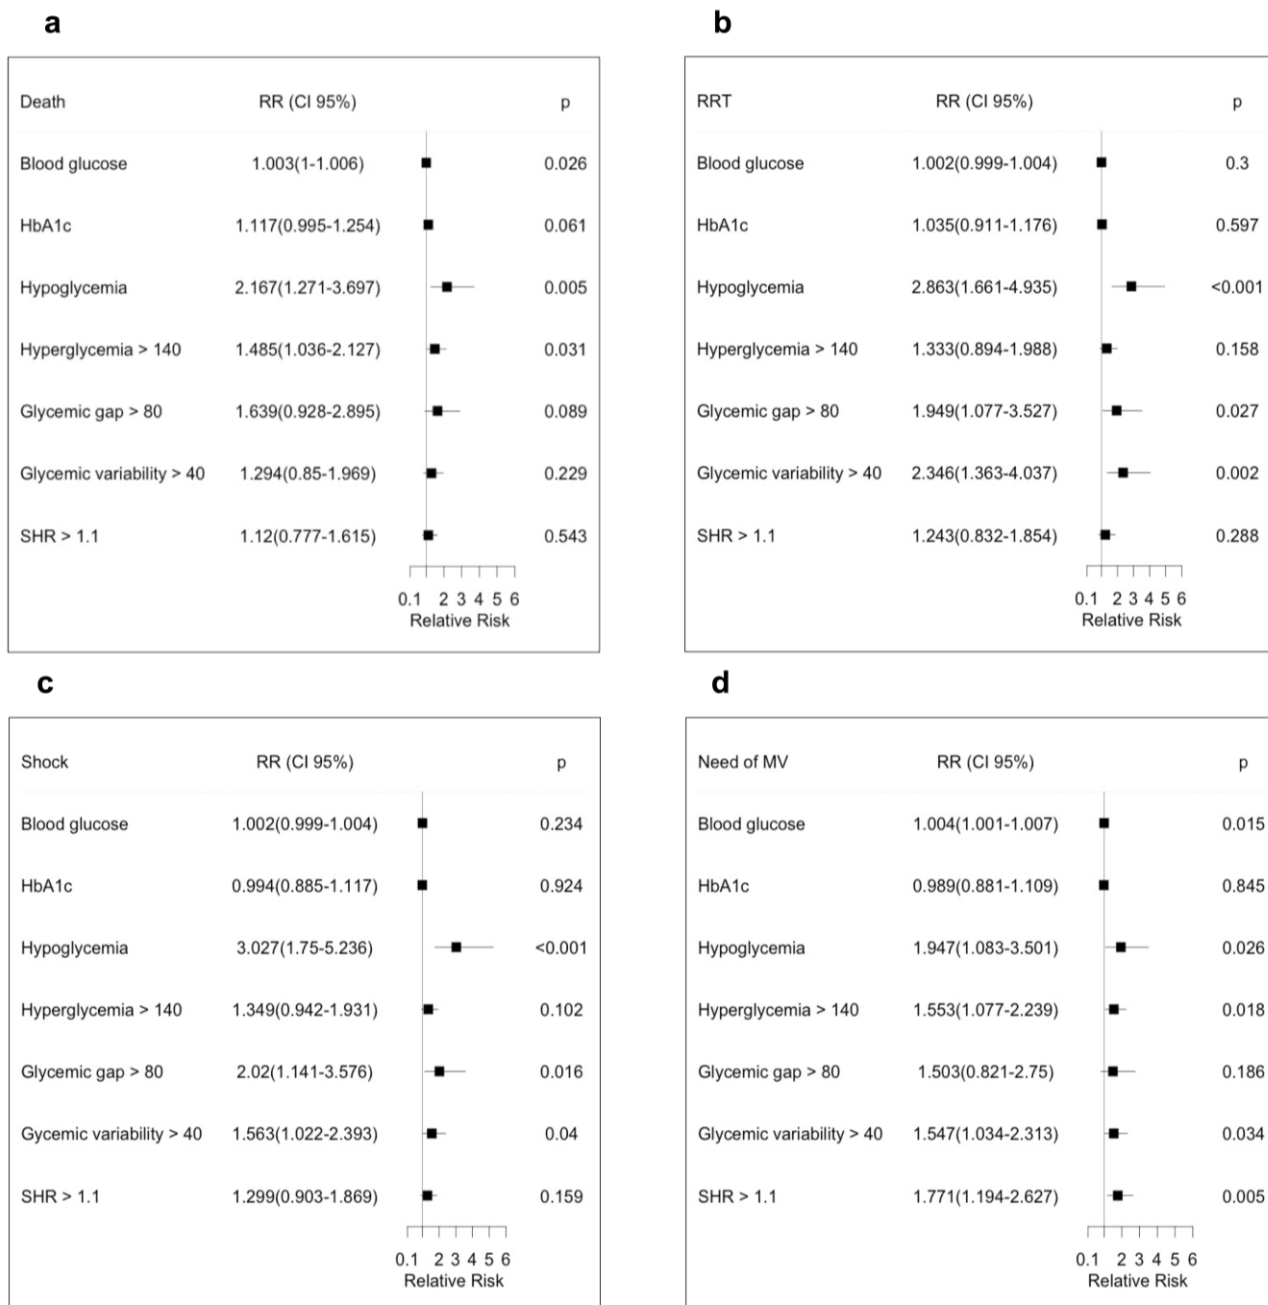 a
Death RR (CI 95%) p
Blood glucose 1.003(1-1.006) 0.026
HbA1c 1.117(0.995-1.254) 0.061
Hypoglycemia 2.167(1.271-3.697) 0.005
Hyperglycemia > 140 1.485(1.036-2.127) 0.031
Glycemic gap > 80 1.639(0.928-2.895) 0.089
Glycemic variability > 40 1.294(0.85-1.969) 0.229
SHR > 1.1 1.12(0.777-1.615) 0.543
0.1 2 3 4 5 6
Relative Risk
b
RRT RR (CI 95%) p
Blood glucose 1.002(0.999-1.004) 0.3
HbA1c 1.035(0.911-1.176) 0.597
Hypoglycemia 2.863(1.661-4.935) <0.001
Hyperglycemia > 140 1.333(0.894-1.988) 0.158
Glycemic gap > 80 1.949(1.077-3.527) 0.027
Glycemic variability > 40 2.346(1.363-4.037) 0.002
SHR > 1.1 1.243(0.832-1.854) 0.288
0.1 2 3 4 5 6
Relative Risk
c
Shock RR (CI 95%) p
Blood glucose 1.002(0.999-1.004) 0.234
HbA1c 0.994(0.885-1.117) 0.924
Hypoglycemia 3.027(1.75-5.236) <0.001
Hyperglycemia > 140 1.349(0.942-1.931) 0.102
Glycemic gap > 80 2.02(1.141-3.576) 0.016
Gycemic variability > 40 1.563(1.022-2.393) 0.04
SHR > 1.1 1.299(0.903-1.869) 0.159
0.1 2 3 4 5 6
Relative Risk
d
Need of MV RR (CI 95%) p
Blood glucose 1.004(1.001-1.007) 0.015
HbA1c 0.989(0.881-1.109) 0.845
Hypoglycemia 1.947(1.083-3.501) 0.026
Hyperglycemia > 140 1.553(1.077-2.239) 0.018
Glycemic gap > 80 1.503(0.821-2.75) 0.186
Glycemic variability > 40 1.547(1.034-2.313) 0.034
SHR > 1.1 1.771(1.194-2.627) 0.005
0.1 2 3 4 5 6
Relative Risk